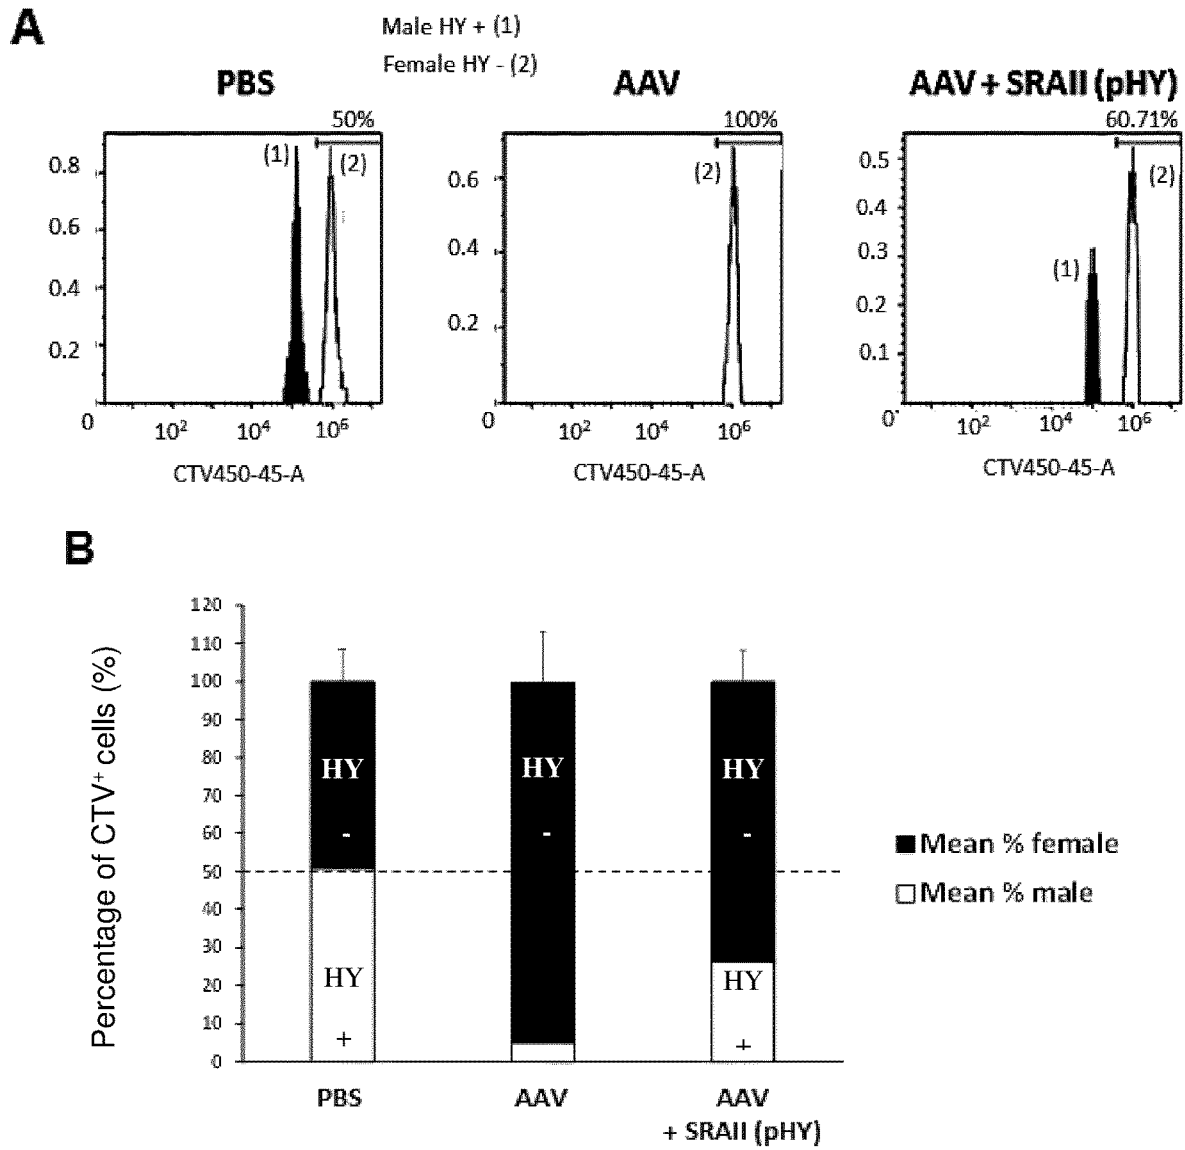 A
Male HY + (1)
Female HY - (2)
PBS
AAV
AAV + SRAII (pHY)
50%
100%
60.71%
(1)
(2)
0.8
0.6
0.4
0.2
0
10²
10⁴
10⁶
CTV450-45-A
(2)
0.6
0.4
0.2
0
10²
10⁴
10⁶
CTV450-45-A
(1)
(2)
0.5
0.4
0.3
0.2
0.1
0
10²
10⁴
10⁶
CTV450-45-A
B
Percentage of CTV⁺ cells (%)
120
110
100
90
80
70
60
50
40
30
20
10
0
HY
-
HY
+
HY
-
HY
-
HY
+
PBS
AAV
AAV
+ SRAII (pHY)
Mean % female
Mean % male